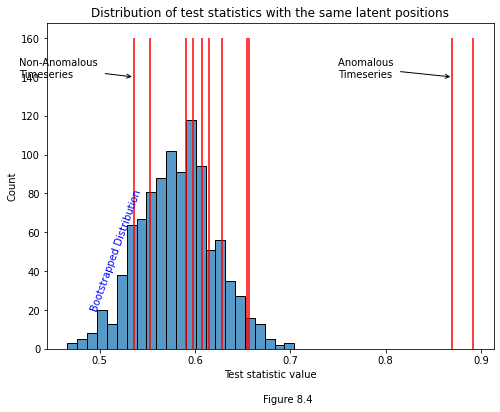 Distribution of test statistics with the same latent positions
160
140
120
100
80
60
40
20
0
Count
Non-Anomalous
Timeseries
Anomalous
Timeseries
Bootstrapped Distribution
0.5
0.6
0.7
0.8
0.9
Test statistic value
Figure 8.4